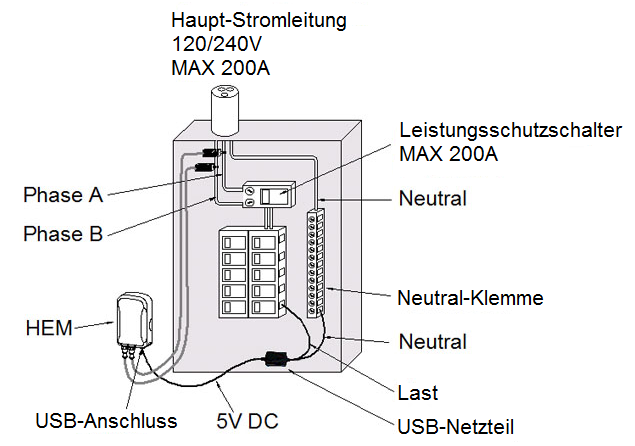 Haupt-Stromleitung
120/240V
MAX 200A
Leistungsschutzschalter
MAX 200A
Phase A
Neutral
Phase B
Neutral-Klemme
HEM
Neutral
Last
USB-Anschluss
5V DC
USB-Netzteil